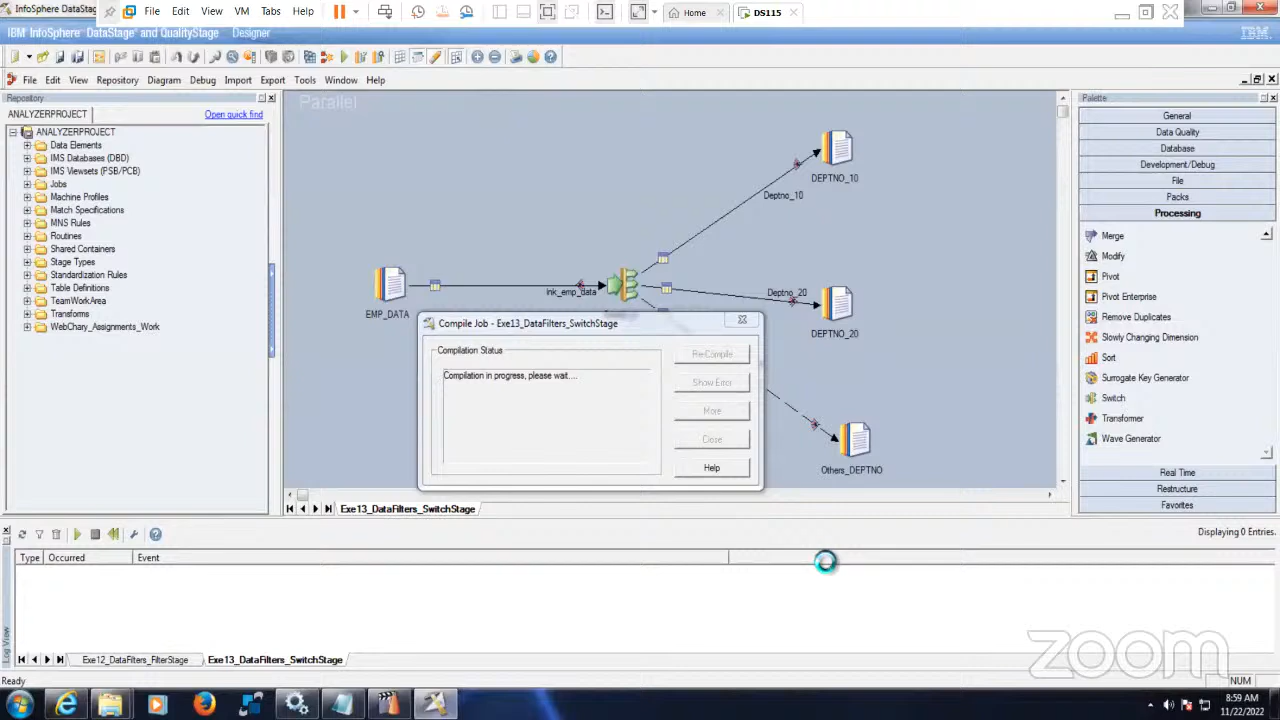 InfoSphere DataStag
File Edit View VM Tabs Help
Home
DS115
IBM InfoSphere DataStage and QualityStage Designer
IBM
File Edit View Repository Diagram Debug Import Export Tools Window Help
Repository
ANALYZERPROJECT
Open quick find
ANALYZERPROJECT
Data Elements
IMS Databases (DBD)
IMS Viewsets (PSB/PCB)
Jobs
Machine Profiles
Match Specifications
MNS Rules
Routines
Shared Containers
Stage Types
Standardization Rules
Table Definitions
TeamWorkArea
Transforms
WebChary_Assignments_Work
Parallel
DEPTNO_10
Deptno_10
EMP_DATA
lnk_emp_data
Deptno_20
DEPTNO_20
Others_DEPTNO
Compile Job - Exe13_DataFilters_SwitchStage
Compilation Status
Compilation in progress, please wait....
Re-Compile
Show Error
More
Close
Help
Exe13_DataFilters_SwitchStage
Palette
General
Data Quality
Database
Development/Debug
File
Packs
Processing
Merge
Modify
Pivot
Pivot Enterprise
Remove Duplicates
Slowly Changing Dimension
Sort
Surrogate Key Generator
Switch
Transformer
Wave Generator
Real Time
Restructure
Favorites
Displaying 0 Entries.
Type Occurred Event
Log View
Exe12_DataFilters_FilterStage
Exe13_DataFilters_SwitchStage
zoom
Ready
NUM
8:59 AM
11/22/2022